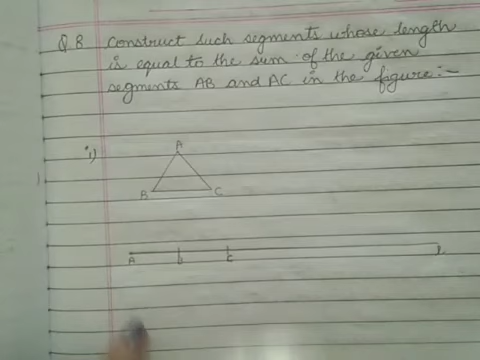 Q.8 Construct such segments whose length
is equal to the sum of the given
segments AB and AC in the figure:-
i)
A
B C
A b c l